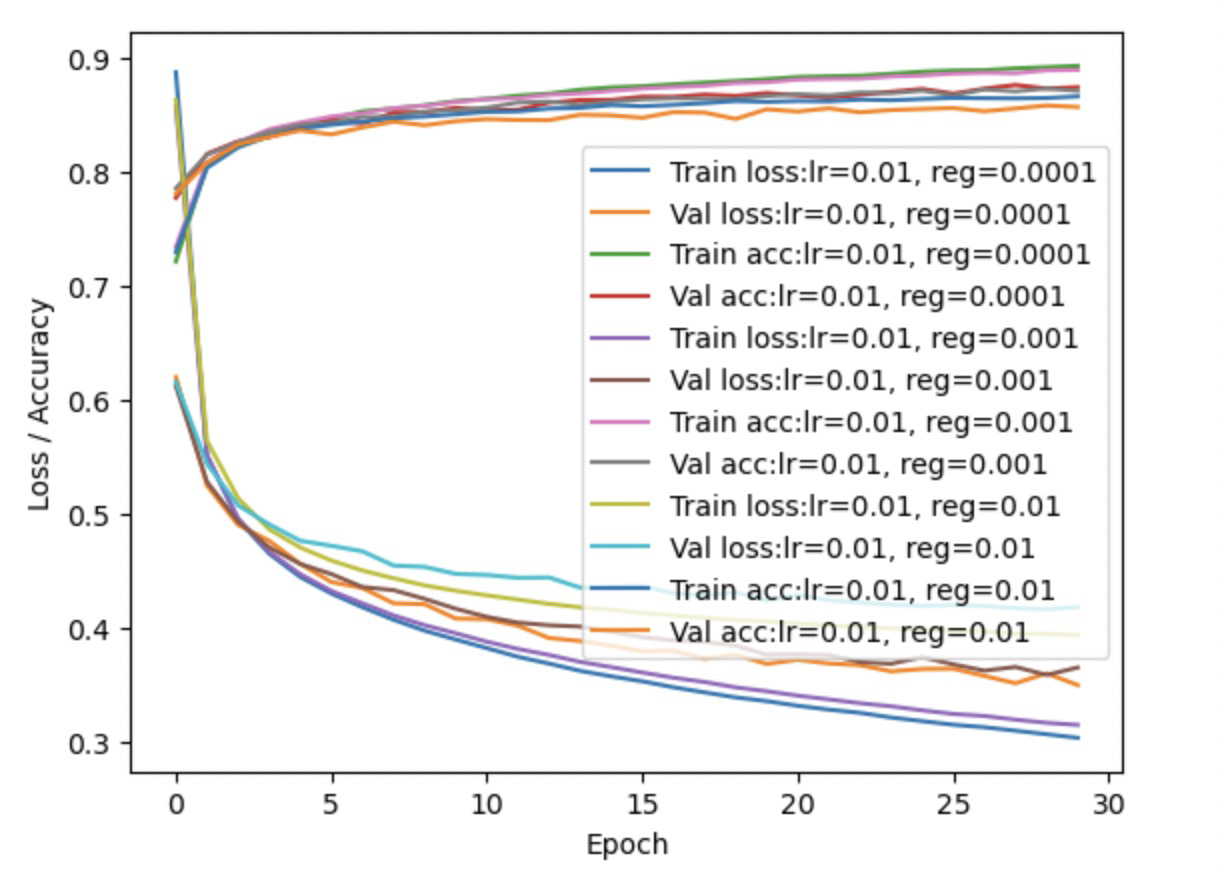 0.9
0.8
0.7
0.6
0.5
0.4
0.3
Loss / Accuracy
Train loss:lr=0.01, reg=0.0001
Val loss:lr=0.01, reg=0.0001
Train acc:lr=0.01, reg=0.0001
Val acc:lr=0.01, reg=0.0001
Train loss:lr=0.01, reg=0.001
Val loss:lr=0.01, reg=0.001
Train acc:lr=0.01, reg=0.001
Val acc:lr=0.01, reg=0.001
Train loss:lr=0.01, reg=0.01
Val loss:lr=0.01, reg=0.01
Train acc:lr=0.01, reg=0.01
Val acc:lr=0.01, reg=0.01
0 5 10 15 20 25 30
Epoch